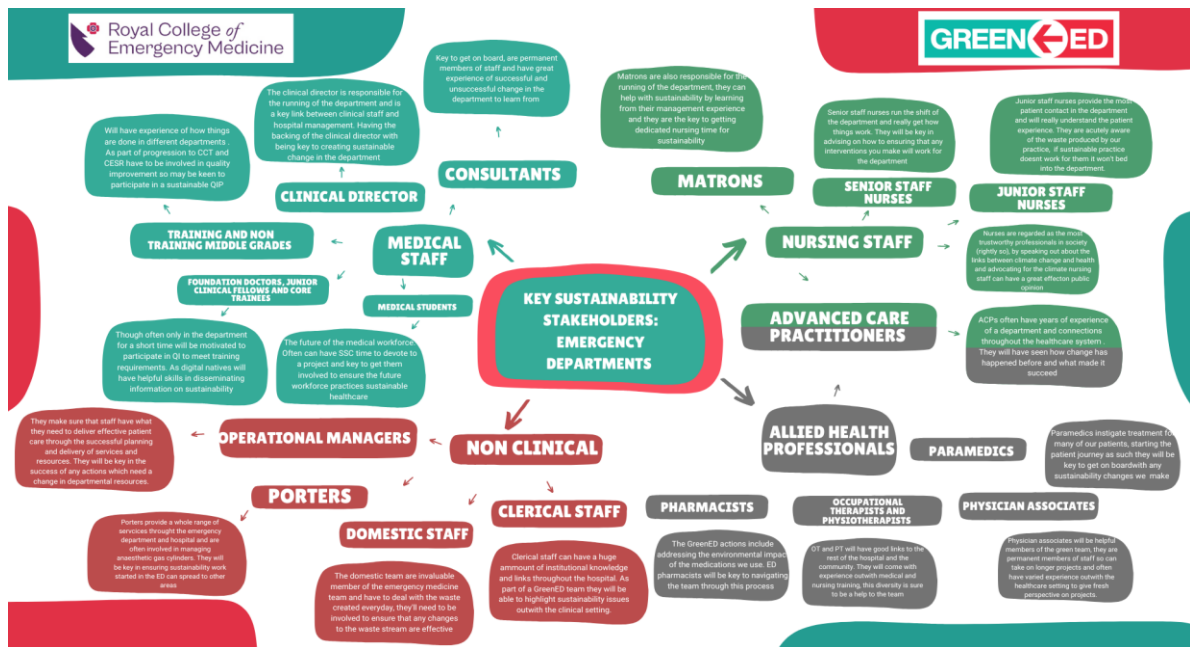 Royal College of
Emergency Medicine
GREEN ED
KEY SUSTAINABILITY
STAKEHOLDERS:
EMERGENCY
DEPARTMENTS
MEDICAL
STAFF
CONSULTANTS
Key to get on board, are permanent
members of staff and have great
experience of successful and
unsuccessful change in the
department to learn from
CLINICAL DIRECTOR
The clinical director is responsible for
the running of the department and is
a key link between clinical staff and
hospital management. Having the
backing of the clinical director with
being key to creating sustainable
change in the department
TRAINING AND NON
TRAINING MIDDLE GRADES
Will have experience of how things
are done in different departments .
As part of progression to CCT and
CESR have to be involved in quality
improvement so may be keen to
participate in a sustainable QIP
FOUNDATION DOCTORS, JUNIOR
CLINICAL FELLOWS AND CORE
TRAINEES
Though often only in the department
for a short time will be motivated to
participate in QI to meet training
requirements. As digital natives will
have helpful skills in disseminating
information on sustainability
MEDICAL STUDENTS
The future of the medical workforce
Often can have SSC time to devote to
a project and key to get them
involved to ensure the future
workforce practices sustainable
healthcare
NURSING STAFF
MATRONS
Matrons are also responsible for the
running of the department, they can
help with sustainability by learning
from their management experience
and they are the key to getting
dedicated nursing time for
sustainability
SENIOR STAFF
NURSES
Senior staff nurses run the shift of
the department and really get how
things work. They will be key in
advising on how to ensuring that any
interventions you make will work for
the department
JUNIOR STAFF
NURSES
Junior staff nurses provide the most
patient contact in the department
and will really understand the patient
experience. They are acutely aware
of the waste produced by our
practice, if sustainable practice
doesnt work for them it won't bed
into the department.
Nurses are regarded as the most
trustworthy professionals in society
(rightly so), by speaking out about the
links between climate change and health
and advocating for the climate nursing
staff can have a great effecton public
opinion
ADVANCED CARE
PRACTITIONERS
ACPs often have years of experience
of a department and connections
throughout the healthcare system .
They will have seen how change has
happened before and what made it
succeed
ALLIED HEALTH
PROFESSIONALS
PARAMEDICS
Paramedics instigate treatment for
many of our patients, starting the
patient journey as such they will be
key to get on boardwith any
sustainability changes we make
PHARMACISTS
The GreenED actions include
addressing the environmental impact
of the medications we use. ED
pharmacists will be key to navigating
the team through this process
OCCUPATIONAL
THERAPISTS AND
PHYSIOTHERAPISTS
OT and PT will have good links to the
rest of the hospital and the
community. They will come with
experience outwith medical and
nursing training, this diversity is sure
to be a help to the team
PHYSICIAN ASSOCIATES
Physician associates will be helpful
members of the green team, they are
permanent members of staff so can
take on longer projects and often
have varied experience outwith the
healthcare setting to give fresh
perspective on projects.
NON CLINICAL
OPERATIONAL MANAGERS
They make sure that staff have what
they need to deliver effective patient
care through the successful planning
and delivery of services and
resources. They will be key in the
success of any actions which need a
change in departmental resources.
PORTERS
Porters provide a whole range of
servcices throught the emergency
department and hospital and are
often involved in managing
anaesthetic gas cylinders. They will
be key in ensuring sustainability work
started in the ED can spread to other
areas
DOMESTIC STAFF
The domestic team are invaluable
member of the emergency medicine
team and have to deal with the waste
created everyday, they'll need to be
involved to ensure that any changes
to the waste stream are effective
CLERICAL STAFF
Clerical staff can have a huge
ammount of institutional knowledge
and links throughout the hospital. As
part of a GreenED team they will be
able to highlight sustainability issues
outwith the clinical setting.